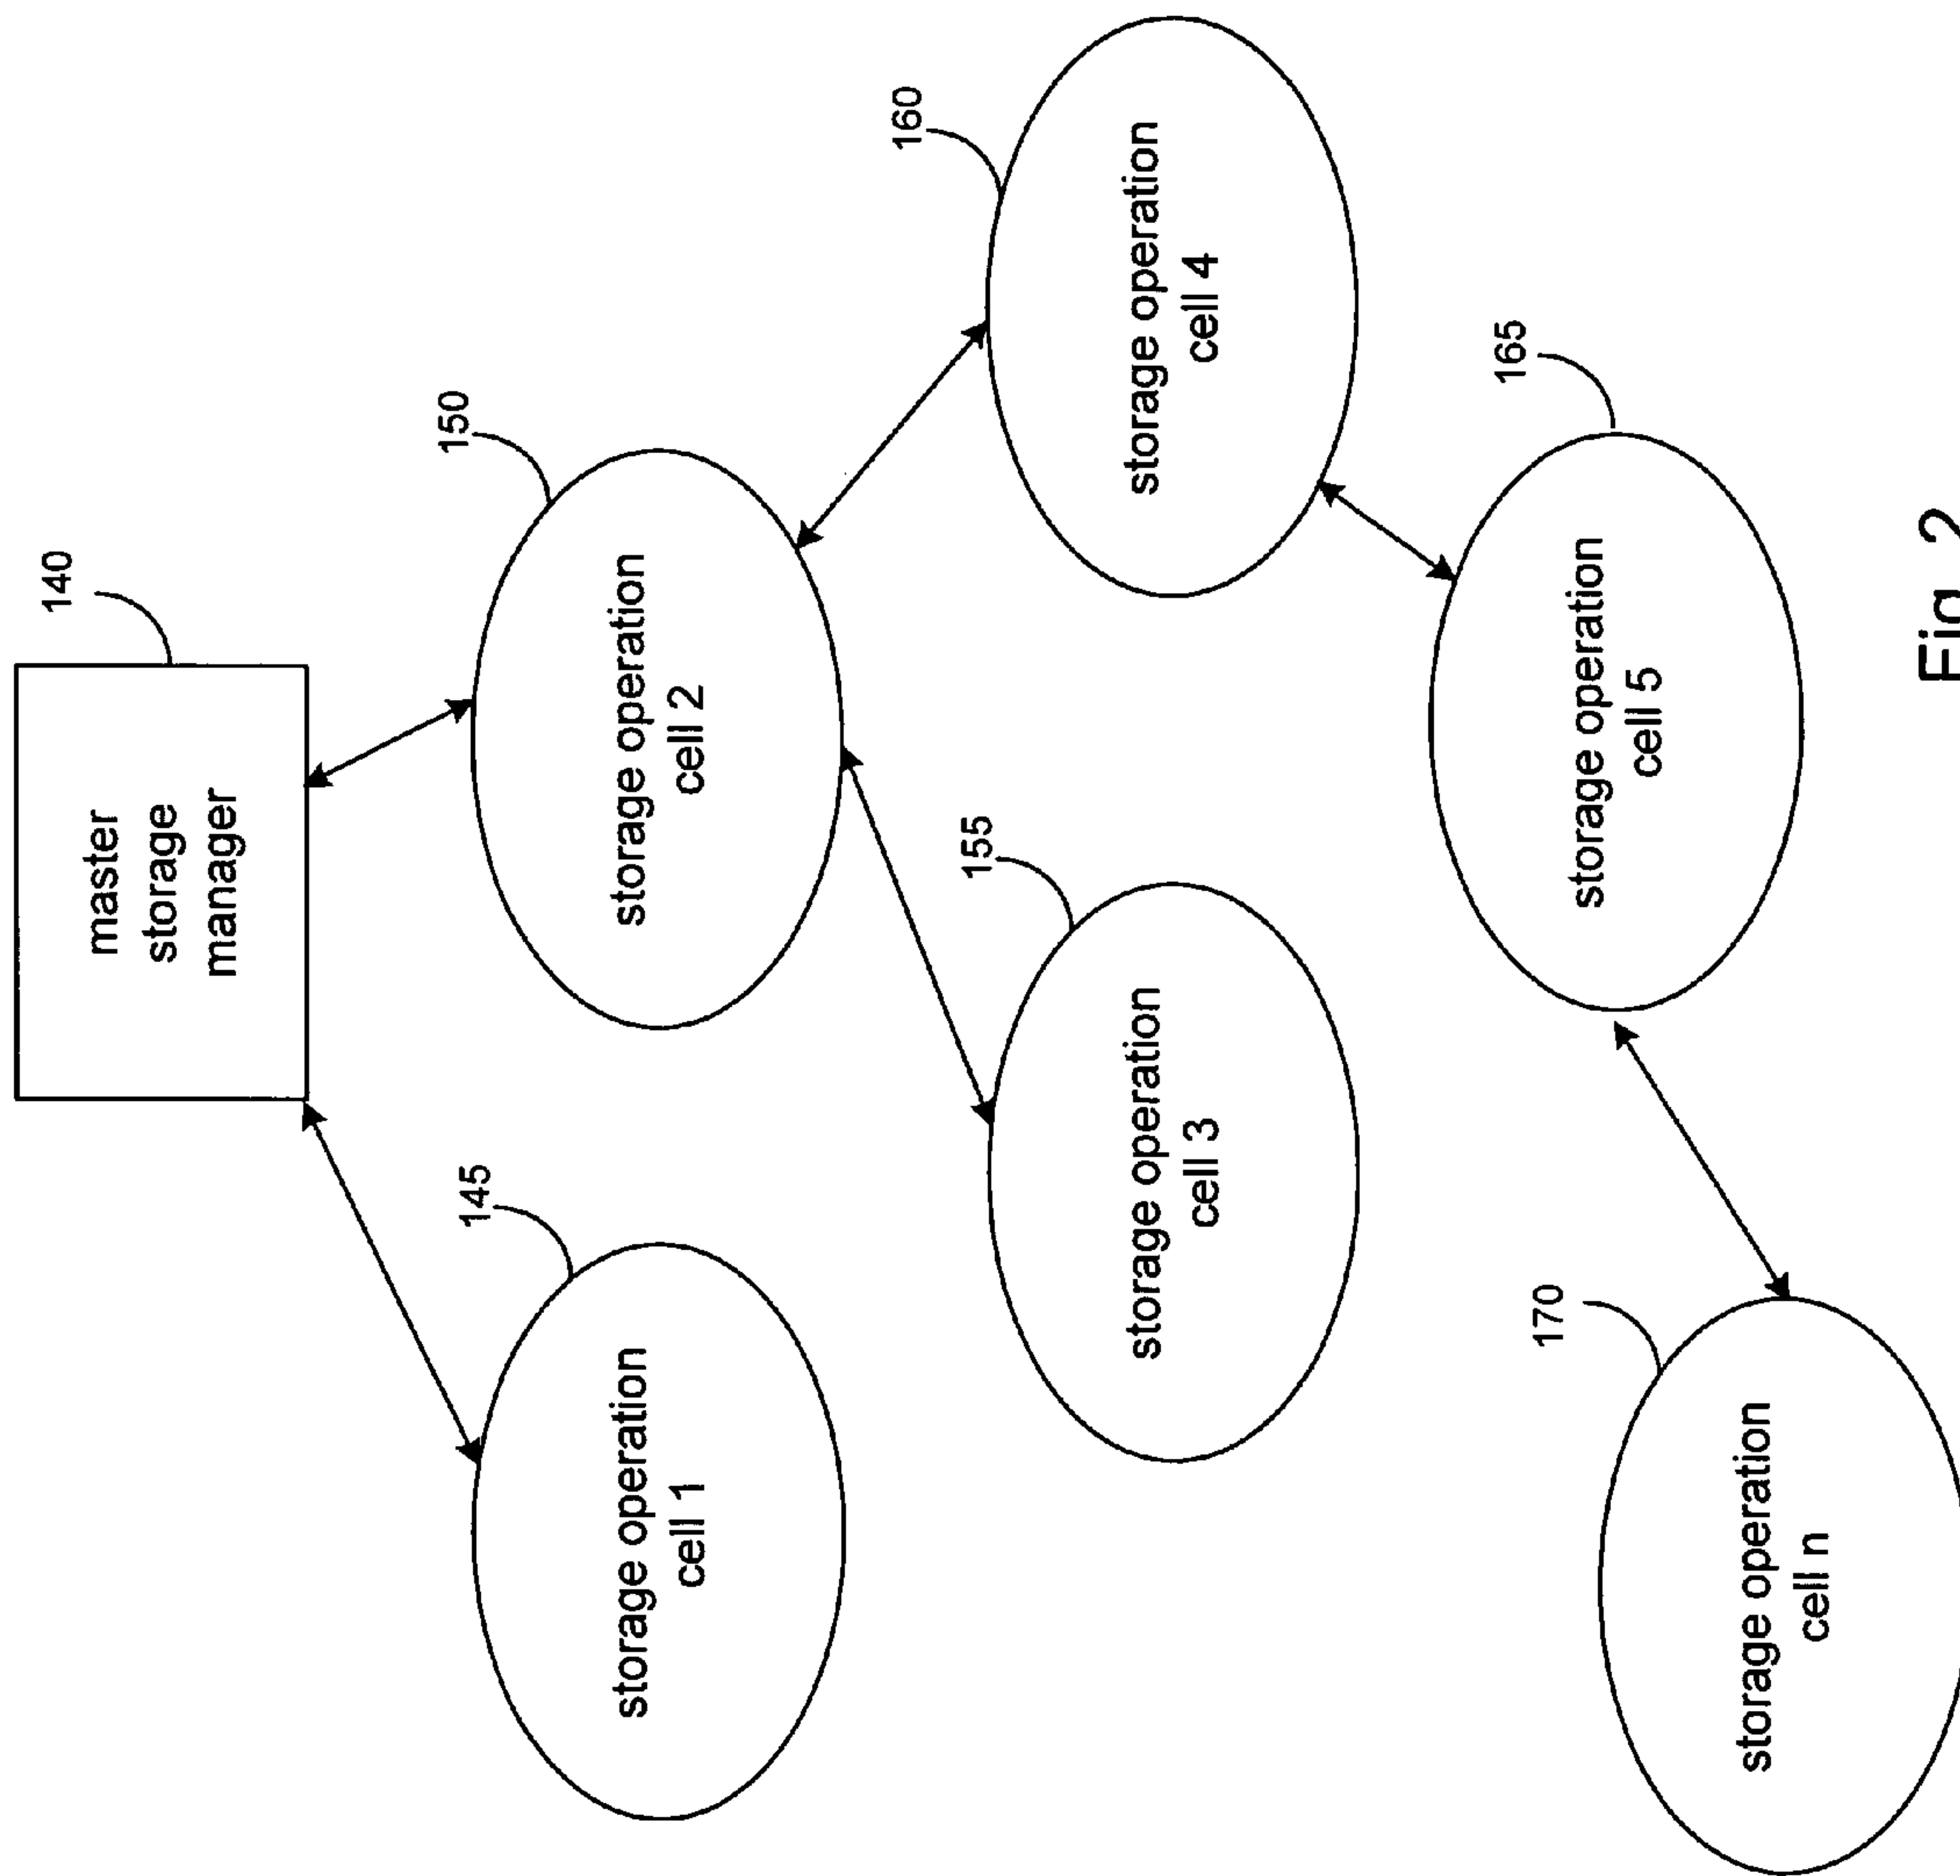 140
master
storage
manager
145
storage operation
cell 1
150
storage operation
cell 2
155
storage operation
cell 3
160
storage operation
cell 4
165
storage operation
cell 5
170
storage operation
cell n
Fig. 2